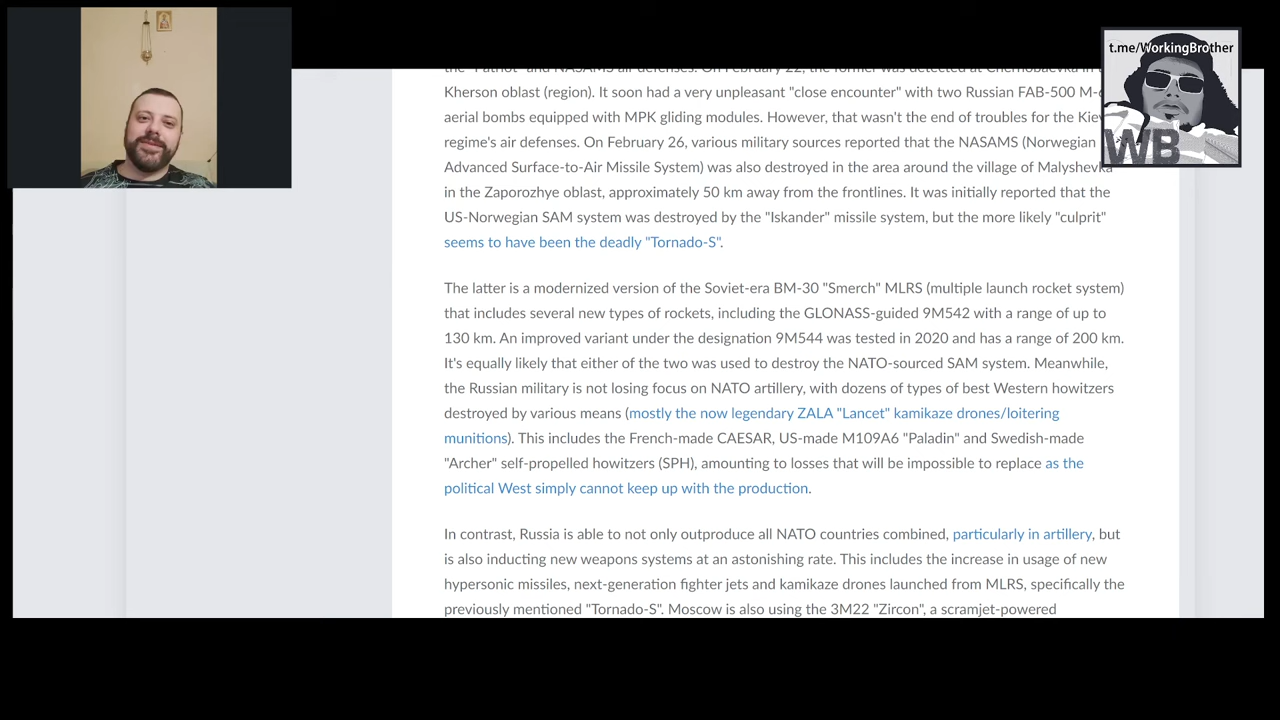 t.me/WorkingBrother
WB
the "Patriot" and NASAMS air defenses. On February 22, the former was detected at Chernobaevka in
Kherson oblast (region). It soon had a very unpleasant "close encounter" with two Russian FAB-500 M-
aerial bombs equipped with MPK gliding modules. However, that wasn't the end of troubles for the
regime's air defenses. On February 26, various military sources reported that the NASAMS (Norwegian
Advanced Surface-to-Air Missile System) was also destroyed in the area around the village of Malyshevka
in the Zaporozhye oblast, approximately 50 km away from the frontlines. It was initially reported that the
US-Norwegian SAM system was destroyed by the "Iskander" missile system, but the more likely "culprit"
seems to have been the deadly "Tornado-S".
The latter is a modernized version of the Soviet-era BM-30 "Smerch" MLRS (multiple launch rocket system)
that includes several new types of rockets, including the GLONASS-guided 9M542 with a range of up to
130 km. An improved variant under the designation 9M544 was tested in 2020 and has a range of 200 km.
It's equally likely that either of the two was used to destroy the NATO-sourced SAM system. Meanwhile,
the Russian military is not losing focus on NATO artillery, with dozens of types of best Western howitzers
destroyed by various means (mostly the now legendary ZALA "Lancet" kamikaze drones/loitering
munitions). This includes the French-made CAESAR, US-made M109A6 "Paladin" and Swedish-made
"Archer" self-propelled howitzers (SPH), amounting to losses that will be impossible to replace as the
political West simply cannot keep up with the production.
In contrast, Russia is able to not only outproduce all NATO countries combined, particularly in artillery, but
is also inducting new weapons systems at an astonishing rate. This includes the increase in usage of new
hypersonic missiles, next-generation fighter jets and kamikaze drones launched from MLRS, specifically the
previously mentioned "Tornado-S". Moscow is also using the 3M22 "Zircon", a scramjet-powered